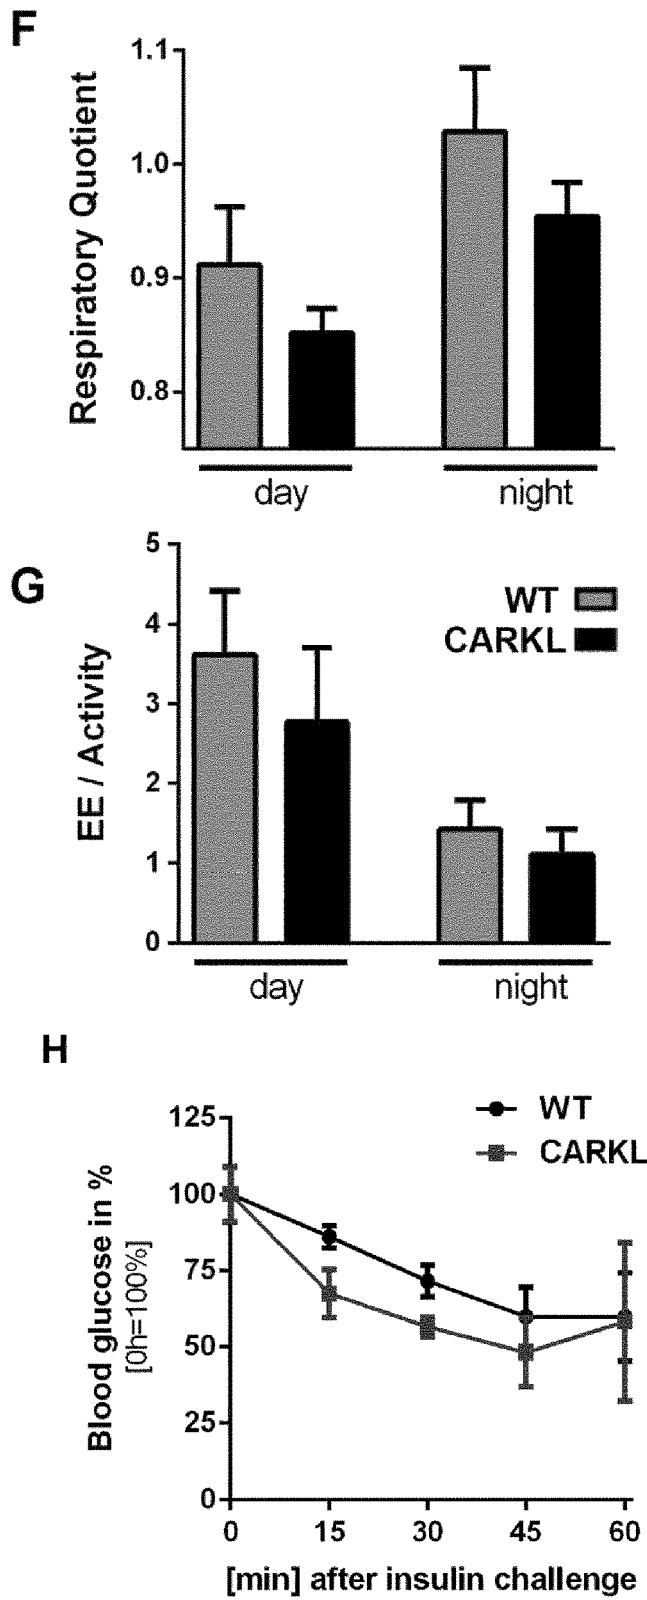 F
Respiratory Quotient
1.1
1.0
0.9
0.8
day night
G
EE / Activity
5
4
3
2
1
0
WT
CARKL
day night
H
Blood glucose in %
[0h=100%]
125
100
75
50
25
0
WT
CARKL
0 15 30 45 60
[min] after insulin challenge